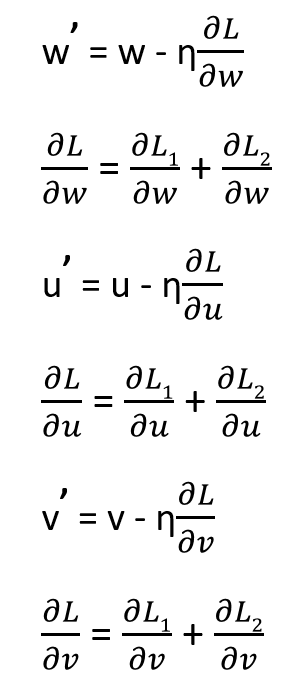 w’ = w - η∂L/∂w
∂L/∂w = ∂L₁/∂w + ∂L₂/∂w
u’ = u - η∂L/∂u
∂L/∂u = ∂L₁/∂u + ∂L₂/∂u
v’ = v - η∂L/∂v
∂L/∂v = ∂L₁/∂v + ∂L₂/∂v